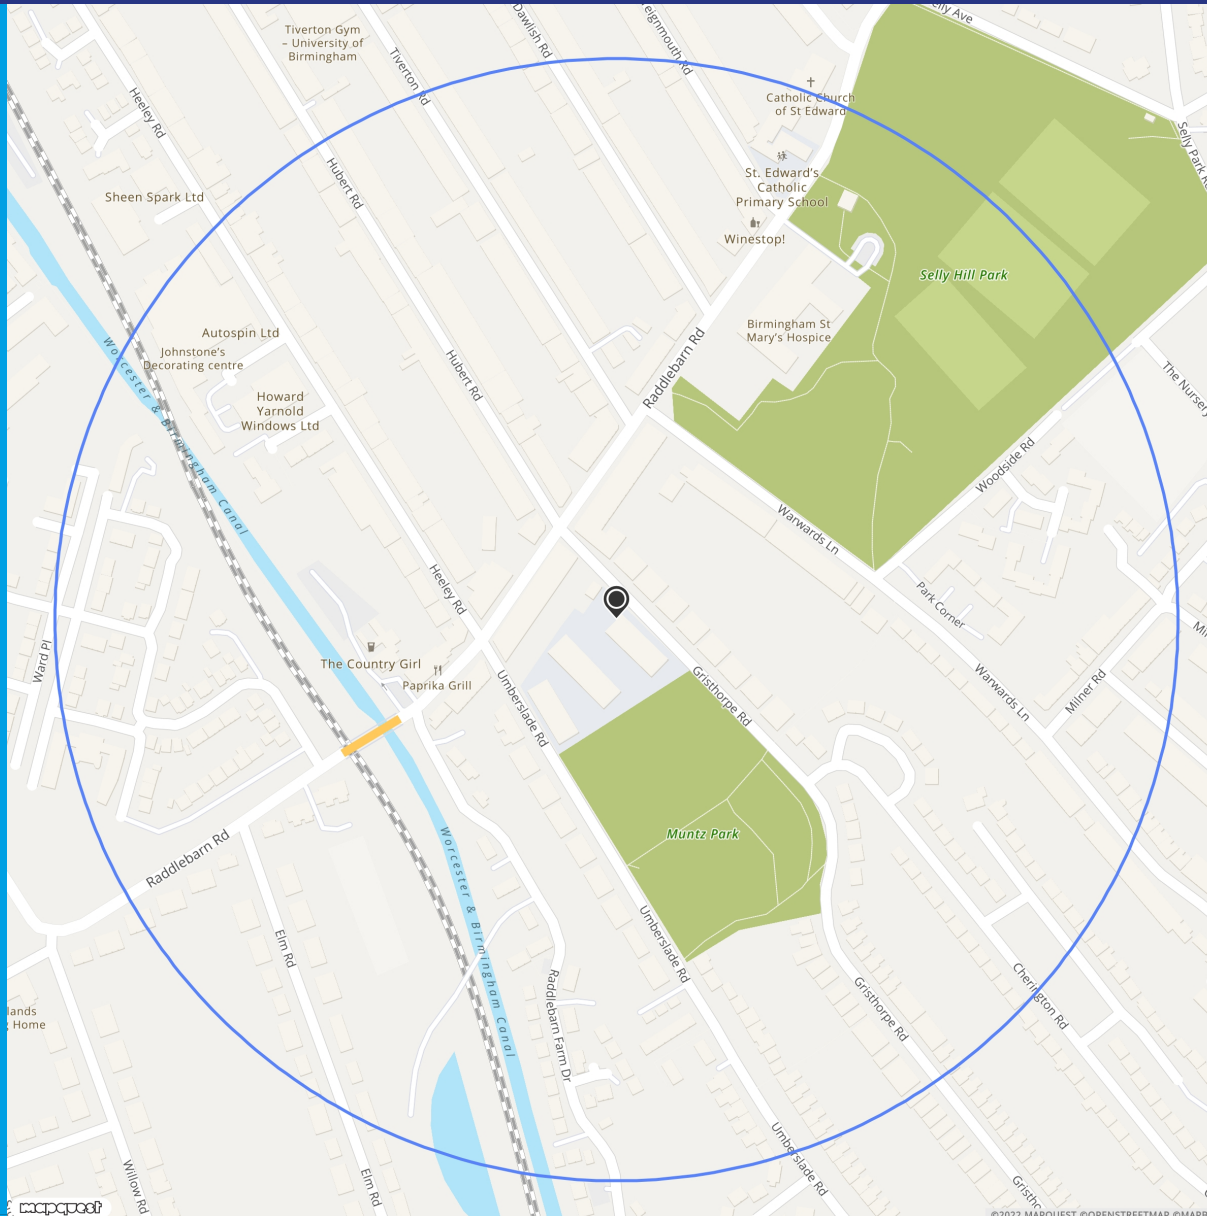 elly Ave
Dawlish Rd
eignmouth Rd
Tiverton Gym
– University of
Birmingham
Tiverton Rd
Heeley Rd
Catholic Church
of St Edward
Selly Park R
Hubert Rd
St. Edward's
Catholic
Primary School
Sheen Spark Ltd
Winestop!
Selly Hill Park
Autospin Ltd
Johnstone's
Decorating centre
Birmingham St
Mary's Hospice
Raddlebarn Rd
Hubert Rd
The Nursery
Howard
Yarnold
Windows Ltd
Worcester & Birmingham Canal
Woodside Rd
Warwards Ln
Heeley Rd
Park Corner
Mi
Ward Pl
The Country Girl
Paprika Grill
Umberslade Rd
Gristhorpe Rd
Warwards Ln
Milner Rd
Muntz Park
Raddlebarn Rd
Worcester & Birmingham Canal
Umberslade Rd
Elm Rd
Raddlebarn Farm Dr
Gristhorpe Rd
Cherington Rd
lands
Home
Umberslade Rd
Willow Rd
Elm Rd
Gristho
mapquest
©2022 MAPQUEST ©OPENSTREETMAP ©MAPB